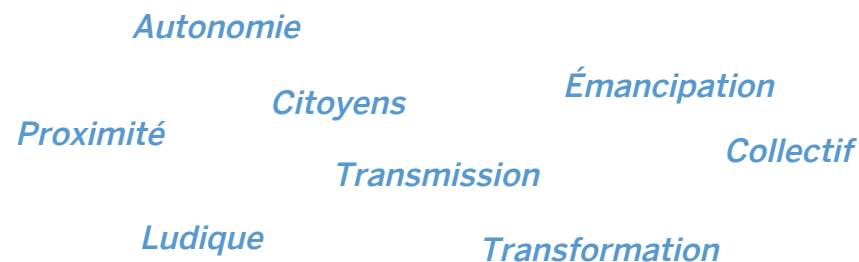 Autonomie
Émancipation
Citoyens
Proximité
Collectif
Transmission
Ludique
Transformation